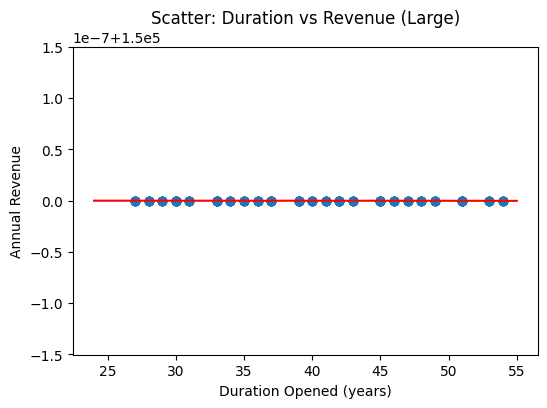 Scatter: Duration vs Revenue (Large)
1e-7+1.5e5
1.5
1.0
0.5
0.0
−0.5
−1.0
−1.5
Annual Revenue
25 30 35 40 45 50 55
Duration Opened (years)